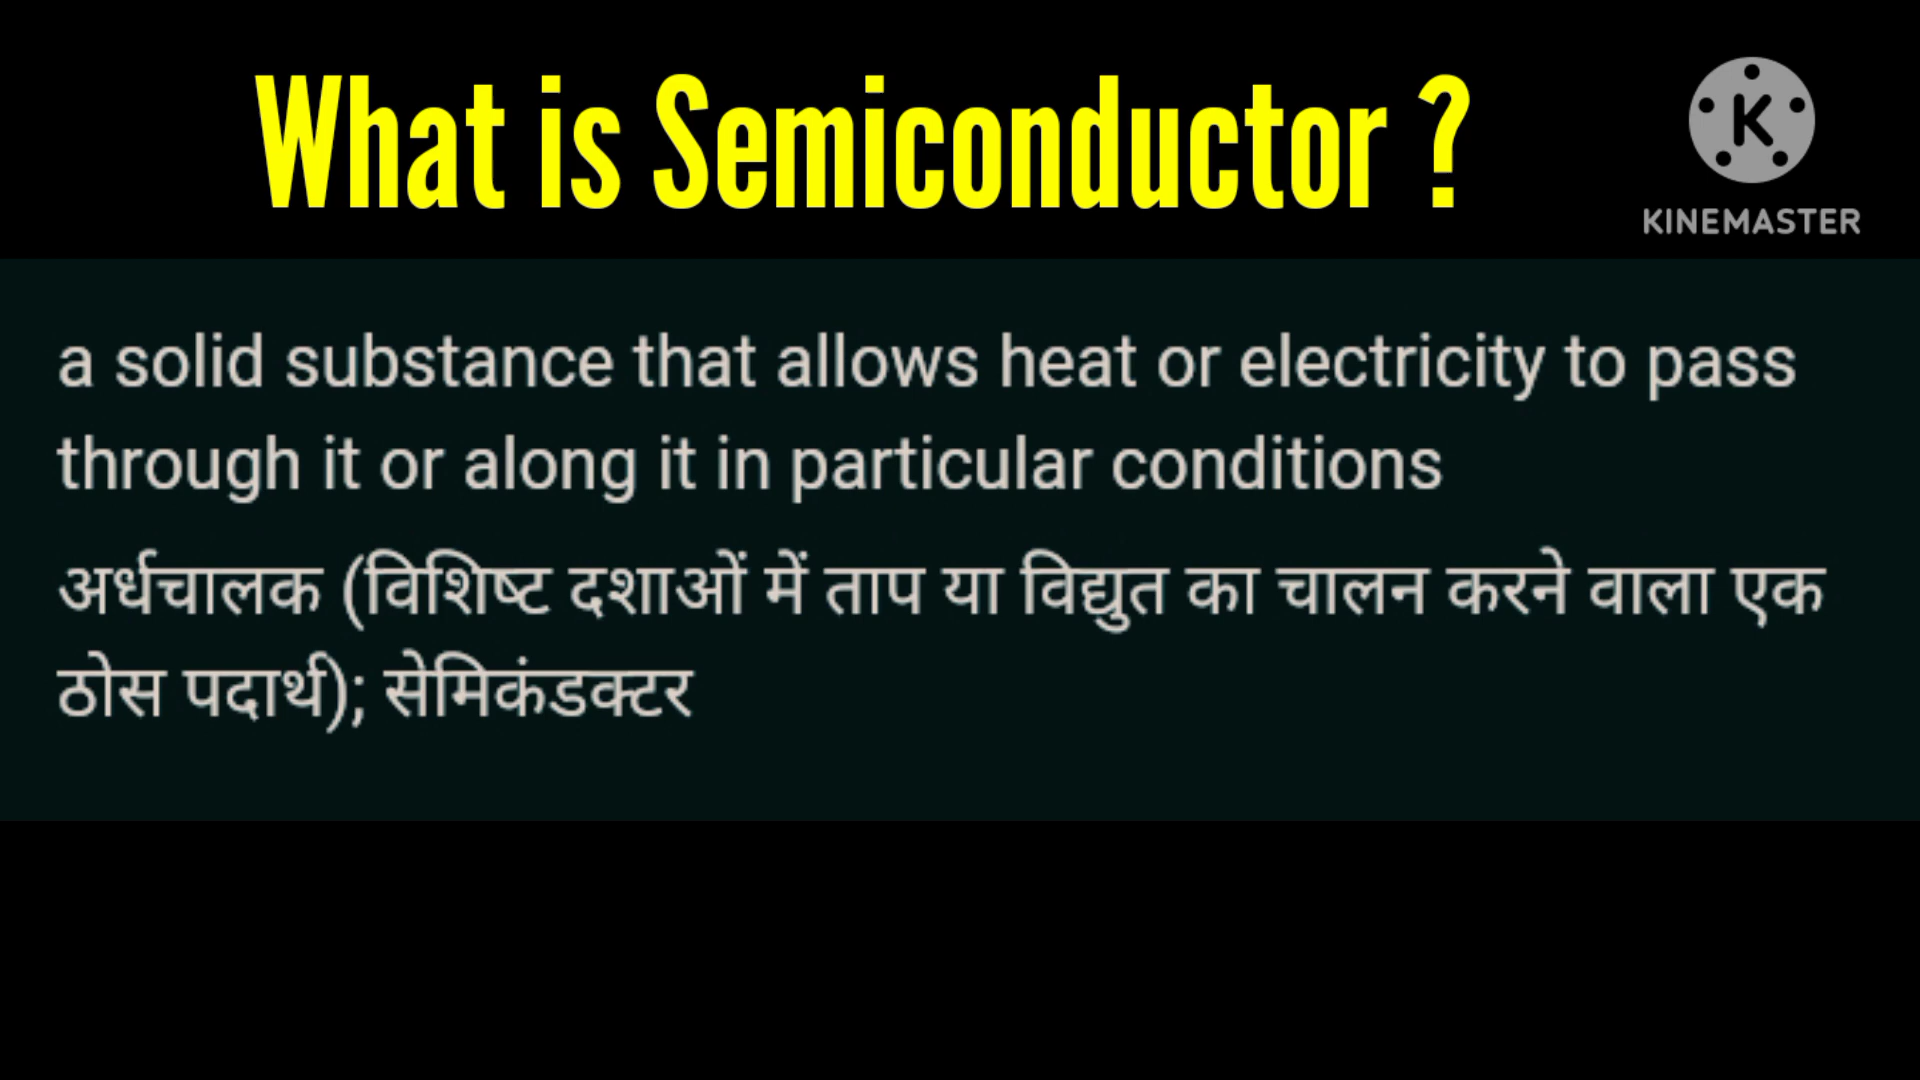 What is Semiconductor ?
K
KINEMASTER
a solid substance that allows heat or electricity to pass
through it or along it in particular conditions
अर्धचालक (विशिष्ट दशाओं में ताप या विद्युत का चालन करने वाला एक
ठोस पदार्थ); सेमिकंडक्टर